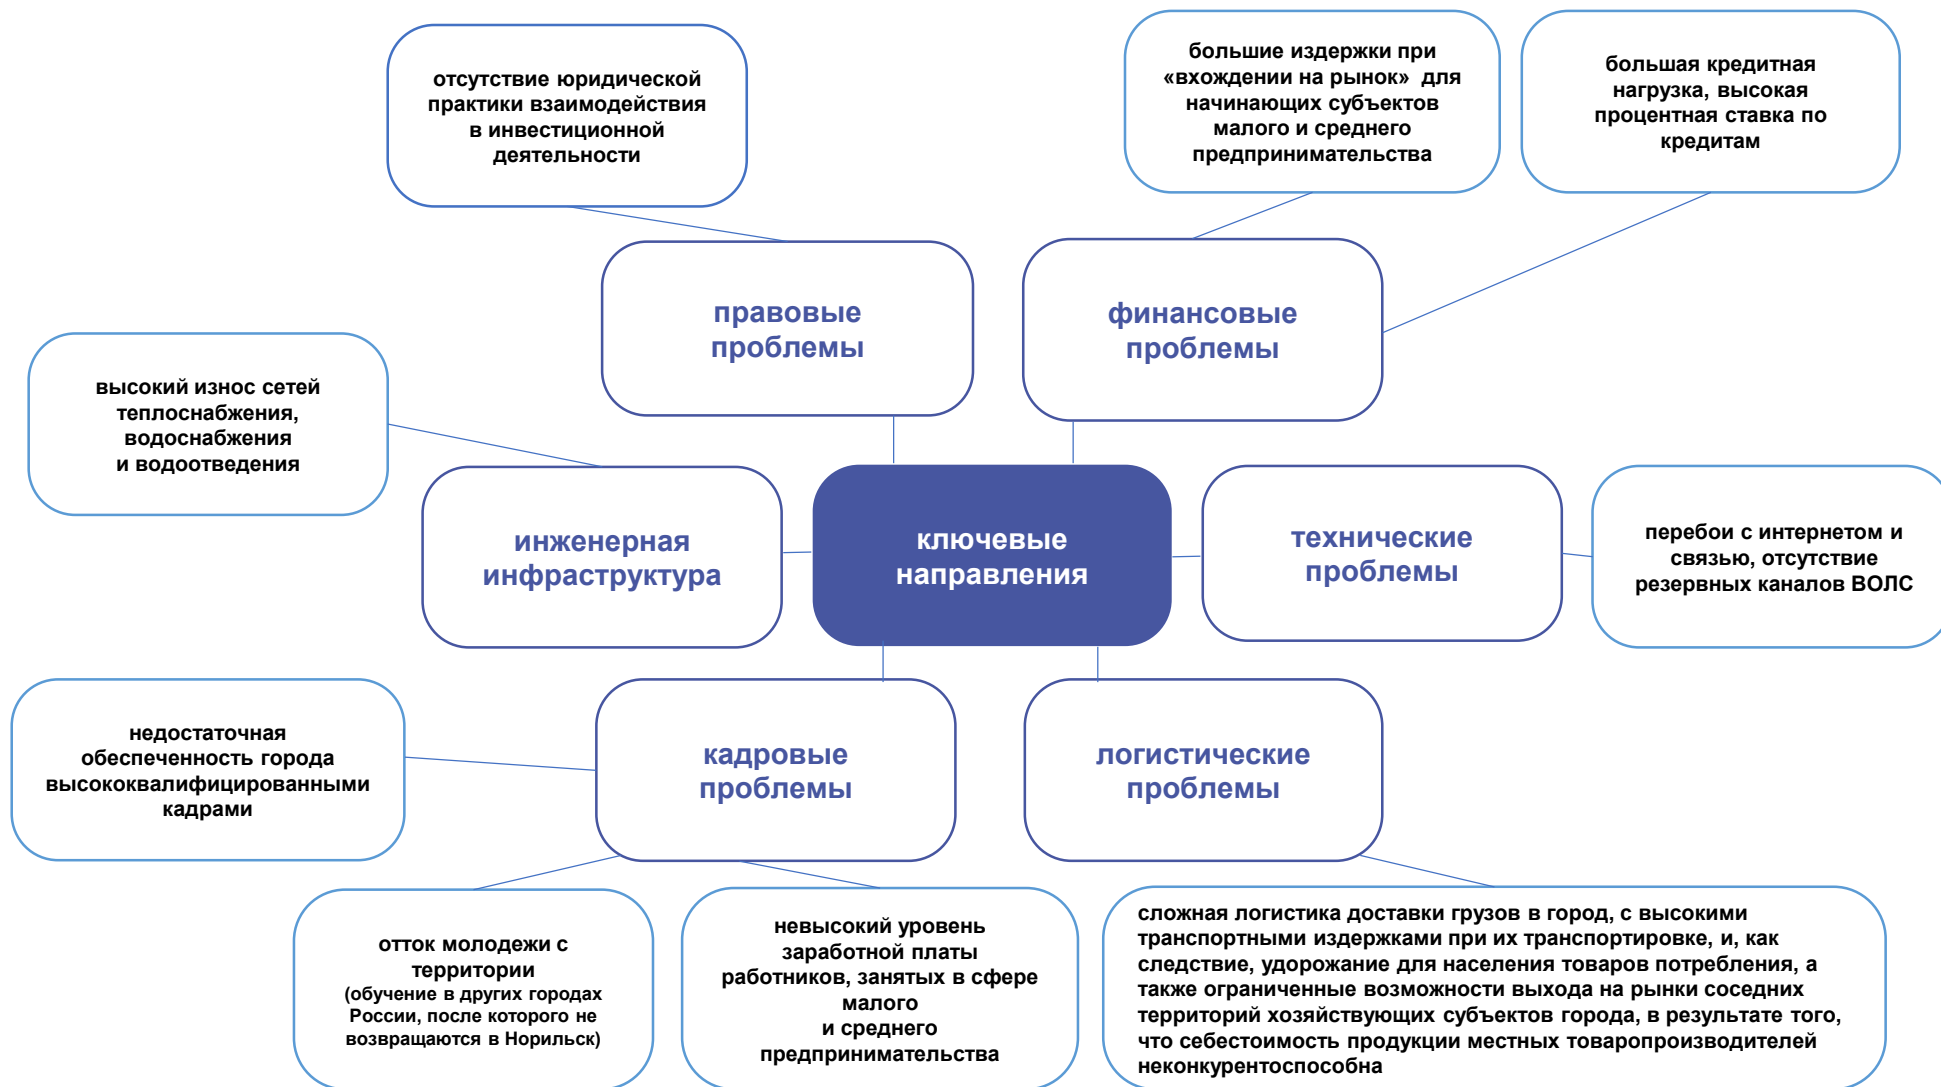 отсутствие юридической
практики взаимодействия
в инвестиционной
деятельности
большие издержки при
«вхождении на рынок» для
начинающих субъектов
малого и среднего
предпринимательства
большая кредитная
нагрузка, высокая
процентная ставка по
кредитам
правовые
проблемы
финансовые
проблемы
высокий износ сетей
теплоснабжения,
водоснабжения
и водоотведения
инженерная
инфраструктура
ключевые
направления
технические
проблемы
перебои с интернетом и
связью, отсутствие
резервных каналов ВОЛС
недостаточная
обеспеченность города
высококвалифицированными
кадрами
кадровые
проблемы
логистические
проблемы
отток молодежи с
территории
(обучение в других городах
России, после которого не
возвращаются в Норильск)
невысокий уровень
заработной платы
работников, занятых в сфере
малого
и среднего
предпринимательства
сложная логистика доставки грузов в город, с высокими
транспортными издержками при их транспортировке, и, как
следствие, удорожание для населения товаров потребления, а
также ограниченные возможности выхода на рынки соседних
территорий хозяйствующих субъектов города, в результате того,
что себестоимость продукции местных товаропроизводителей
неконкурентоспособна